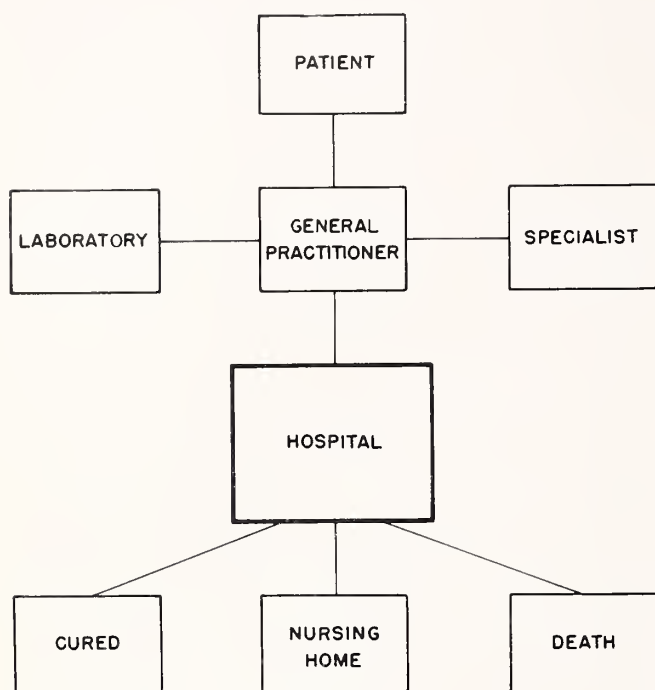 PATIENT
LABORATORY
GENERAL
PRACTITIONER
SPECIALIST
HOSPITAL
CURED
NURSING
HOME
DEATH